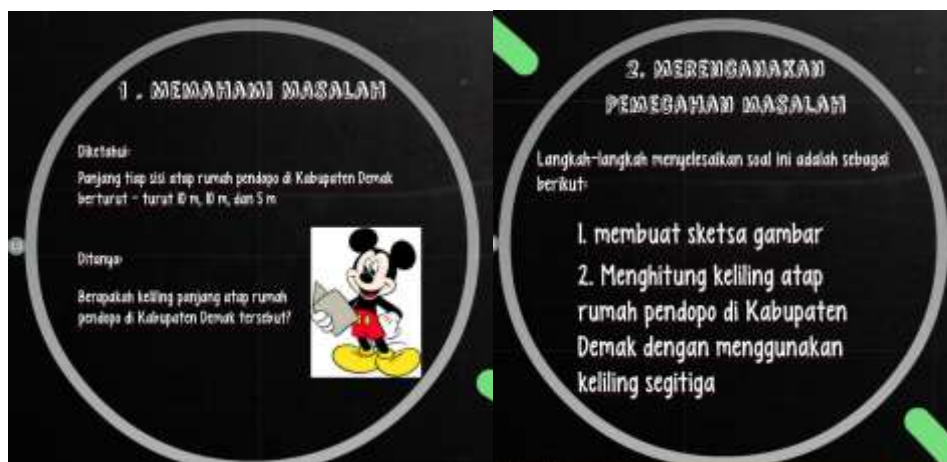 1 . MEMAHAMI MASALAH
Diketahui:
Panjang tiap sisi atap rumah pendopo di Kabupaten Demak
berturut - turut 10 m, 10 m, dan 5 m
Ditanya:
Berapakah keliling panjang atap rumah
pendopo di Kabupaten Demak tersebut?
2. MERENCANAKAN
PEMECAHAN MASALAH
Langkah-langkah menyelesaikan soal ini adalah sebagai
berikut:
1. membuat sketsa gambar
2. Menghitung keliling atap
rumah pendopo di Kabupaten
Demak dengan menggunakan
keliling segitiga